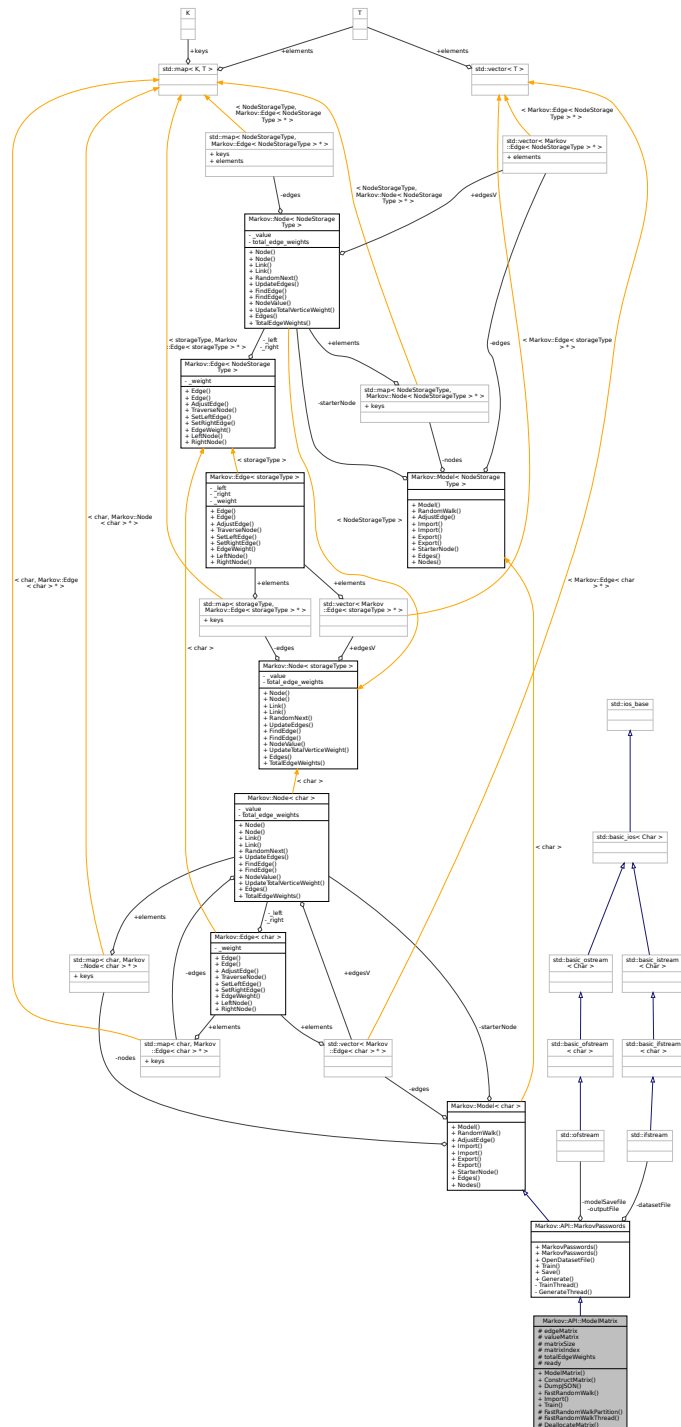 K
T
+keys
+elements
+elements
std::map< K, T >
std::vector< T >
< NodeStorageType,
Markov::Edge< NodeStorage
Type > * >
< Markov::Edge< NodeStorage
Type > * >
std::map< NodeStorageType,
Markov::Edge< NodeStorageType > * >
+ keys
+ elements
std::vector< Markov
::Edge< NodeStorageType > * >
+ elements
-edges
< NodeStorageType,
Markov::Node< NodeStorage
Type > * >
+edgesV
Markov::Node< NodeStorage
Type >
- _value
- total_edge_weights
+ Node()
+ Node()
+ Link()
+ Link()
+ RandomNext()
+ UpdateEdges()
+ FindEdge()
+ FindEdge()
+ NodeValue()
+ UpdateTotalVerticeWeight()
+ Edges()
+ TotalEdgeWeights()
< storageType, Markov
::Edge< storageType > * >
-_left
-_right
+elements
-edges
< Markov::Edge< storageType
> * >
Markov::Edge< NodeStorage
Type >
- _weight
+ Edge()
+ Edge()
+ AdjustEdge()
+ TraverseNode()
+ SetLeftEdge()
+ SetRightEdge()
+ EdgeWeight()
+ LeftNode()
+ RightNode()
std::map< NodeStorageType,
Markov::Node< NodeStorageType > * >
+ keys
-starterNode
< storageType >
-nodes
Markov::Edge< storageType >
- _left
- _right
- _weight
+ Edge()
+ Edge()
+ AdjustEdge()
+ TraverseNode()
+ SetLeftEdge()
+ SetRightEdge()
+ EdgeWeight()
+ LeftNode()
+ RightNode()
Markov::Model< NodeStorage
Type >
+ Model()
+ RandomWalk()
+ AdjustEdge()
+ Import()
+ Import()
+ Export()
+ Export()
+ StarterNode()
+ Edges()
+ Nodes()
< char, Markov::Node
< char > * >
< NodeStorageType >
< char, Markov::Edge
< char > * >
+elements
+elements
< Markov::Edge< char
> * >
std::map< storageType,
Markov::Edge< storageType > * >
+ keys
std::vector< Markov
::Edge< storageType > * >
< char >
-edges
+edgesV
Markov::Node< storageType >
- _value
- total_edge_weights
+ Node()
+ Node()
+ Link()
+ Link()
+ RandomNext()
+ UpdateEdges()
+ FindEdge()
+ FindEdge()
+ NodeValue()
+ UpdateTotalVerticeWeight()
+ Edges()
+ TotalEdgeWeights()
std::ios_base
< char >
Markov::Node< char >
- _value
- total_edge_weights
+ Node()
+ Node()
+ Link()
+ Link()
+ RandomNext()
+ UpdateEdges()
+ FindEdge()
+ FindEdge()
+ NodeValue()
+ UpdateTotalVerticeWeight()
+ Edges()
+ TotalEdgeWeights()
std::basic_ios< Char >
< char >
+elements
-_left
-_right
Markov::Edge< char >
- _weight
+ Edge()
+ Edge()
+ AdjustEdge()
+ TraverseNode()
+ SetLeftEdge()
+ SetRightEdge()
+ EdgeWeight()
+ LeftNode()
+ RightNode()
std::map< char, Markov
::Node< char > * >
+ keys
-edges
+edgesV
std::basic_ostream
< Char >
std::basic_istream
< Char >
+elements
+elements
-starterNode
-nodes
std::map< char, Markov
::Edge< char > * >
+ keys
std::vector< Markov
::Edge< char > * >
std::basic_ofstream
< char >
std::basic_ifstream
< char >
-edges
Markov::Model< char >
+ Model()
+ RandomWalk()
+ AdjustEdge()
+ Import()
+ Import()
+ Export()
+ Export()
+ StarterNode()
+ Edges()
+ Nodes()
std::ofstream
std::ifstream
-modelSavefile
-outputFile
-datasetFile
Markov::API::MarkovPasswords
+ MarkovPasswords()
+ MarkovPasswords()
+ OpenDatasetFile()
+ Train()
+ Save()
+ Generate()
- TrainThread()
- GenerateThread()
Markov::API::ModelMatrix
# edgeMatrix
# valueMatrix
# matrixSize
# matrixIndex
# totalEdgeWeights
# ready
+ ModelMatrix()
+ ConstructMatrix()
+ DumpJSON()
+ FastRandomWalk()
+ Import()
+ Train()
# FastRandomWalkPartition()
# FastRandomWalkThread()
# DeallocateMatrix()